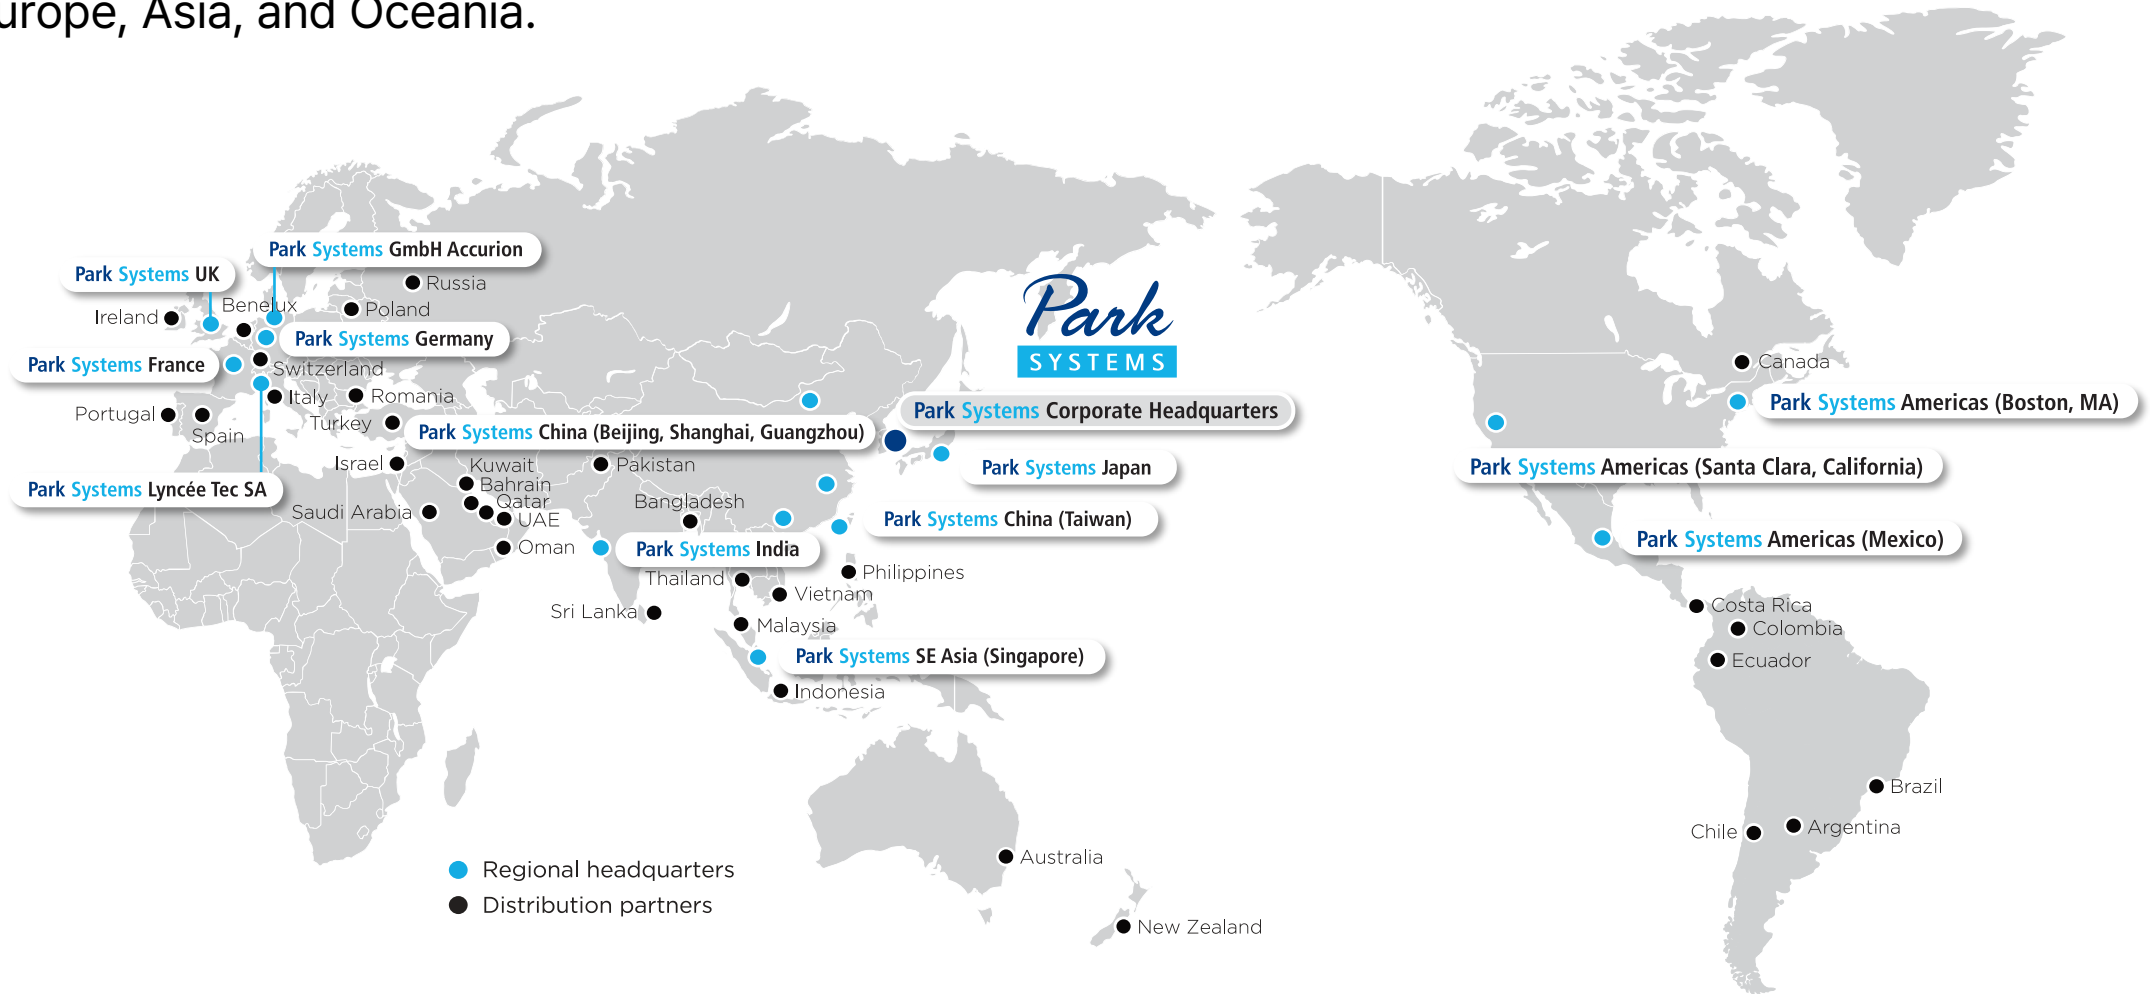 urope, Asia, and Oceania.
Park Systems GmbH Accurion
Park Systems UK
Russia
Benelux
Poland
Ireland
Park Systems Germany
Park Systems France
Switzerland
Italy
Romania
Portugal
Spain
Turkey
Park Systems China (Beijing, Shanghai, Guangzhou)
Israel
Kuwait
Pakistan
Bahrain
Park Systems Lyncée Tec SA
Qatar
Bangladesh
Saudi Arabia
UAE
Oman
Park Systems India
Thailand
Philippines
Vietnam
Sri Lanka
Malaysia
Park Systems SE Asia (Singapore)
Indonesia
Park
SYSTEMS
Park Systems Corporate Headquarters
Park Systems Japan
Park Systems China (Taiwan)
Canada
Park Systems Americas (Boston, MA)
Park Systems Americas (Santa Clara, California)
Park Systems Americas (Mexico)
Costa Rica
Colombia
Ecuador
Brazil
Chile
Argentina
Australia
New Zealand
Regional headquarters
Distribution partners